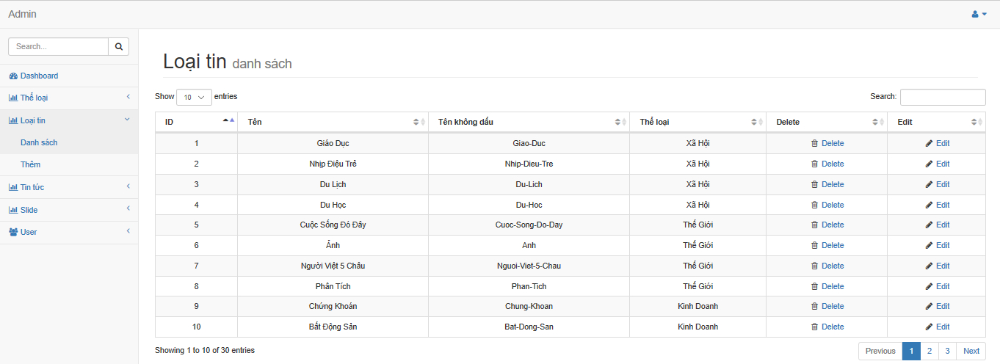 Admin
Search...
Dashboard
Thể loại
Loại tin
Danh sách
Thêm
Tin tức
Slide
User
Loại tin danh sách
Show 10 entries
Search:
ID Tên Tên không dấu Thể loại Delete Edit
1 Giáo Dục Giao-Duc Xã Hội Delete Edit
2 Nhịp Điệu Trẻ Nhip-Dieu-Tre Xã Hội Delete Edit
3 Du Lịch Du-Lich Xã Hội Delete Edit
4 Du Học Du-Hoc Xã Hội Delete Edit
5 Cuộc Sống Đó Đây Cuoc-Song-Do-Day Thế Giới Delete Edit
6 Ảnh Anh Thế Giới Delete Edit
7 Người Việt 5 Châu Nguoi-Viet-5-Chau Thế Giới Delete Edit
8 Phân Tích Phan-Tich Thế Giới Delete Edit
9 Chứng Khoán Chung-Khoan Kinh Doanh Delete Edit
10 Bất Động Sản Bat-Dong-San Kinh Doanh Delete Edit
Showing 1 to 10 of 30 entries
Previous 1 2 3 Next